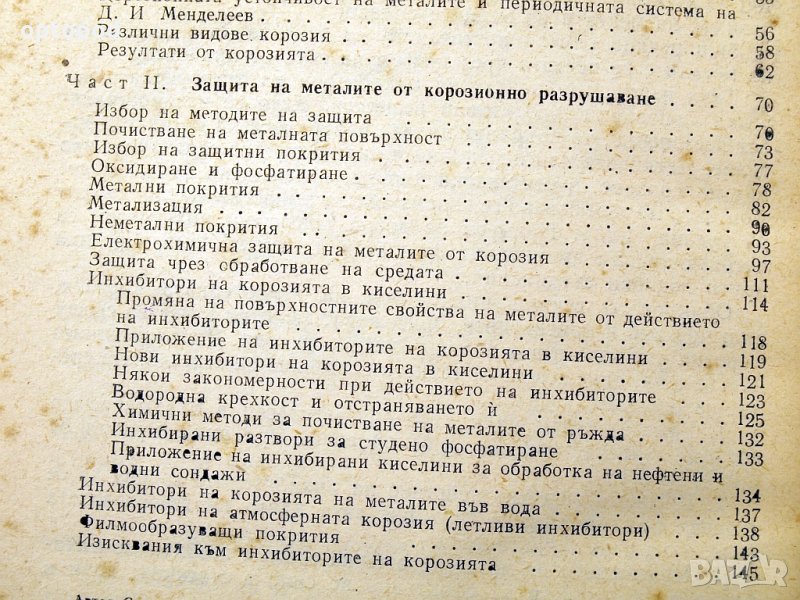 устойчивост на металите и периодичната система на
Д. И Менделеев . . . . . 56
Различни видове корозия . . . . . 58
Резултати от корозията . . . . . 62
Част II. Защита на металите от корозионно разрушаване . . . . 70
Избор на методите на защита . . . . . 70
Почистване на металната повърхност . . . . . 73
Избор на защитни покрития . . . . . 77
Оксидиране и фосфатиране . . . . . 78
Метални покрития . . . . . 82
Метализация . . . . . 90
Неметални покрития . . . . . 93
Електрохимична защита на металите от корозия . . . . . 97
Защита чрез обработване на средата . . . . . 111
Инхибитори на корозията в киселини . . . . . 114
Промяна на повърхностните свойства на металите от действието
на инхибиторите . . . . . 118
Приложение на инхибиторите на корозията в киселини . . . . . 119
Нови инхибитори на корозията в киселини . . . . . 121
Някои закономерности при действието на инхибиторите . . . . . 123
Водородна крехкост и отстраняването ѝ . . . . . 125
Химични методи за почистване на металите от ръжда . . . . . 132
Инхибирани разтвори за студено фосфатиране . . . . . 133
Приложение на инхибирани киселини за обработка на нефтени и
водни сондажи . . . . . 134
Инхибитори на корозията на металите във вода . . . . . 137
Инхибитори на атмосферната корозия (летливи инхибитори) . . . . . 138
Филмообразуващи покрития . . . . . 143
Изисквания към инхибиторите на корозията . . . . . 145